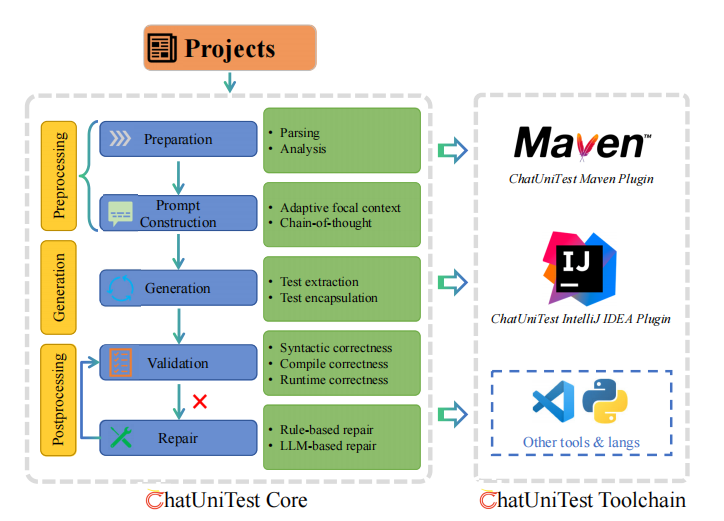 Projects
Preprocessing
Preparation
• Parsing
• Analysis
Prompt
Construction
• Adaptive focal context
• Chain-of-thought
Generation
Generation
• Test extraction
• Test encapsulation
Postprocessing
Validation
• Syntactic correctness
• Compile correctness
• Runtime correctness
Repair
• Rule-based repair
• LLM-based repair
ChatUniTest Core
Maven™
ChatUniTest Maven Plugin
IJ
ChatUniTest IntelliJ IDEA Plugin
Other tools & langs
ChatUniTest Toolchain